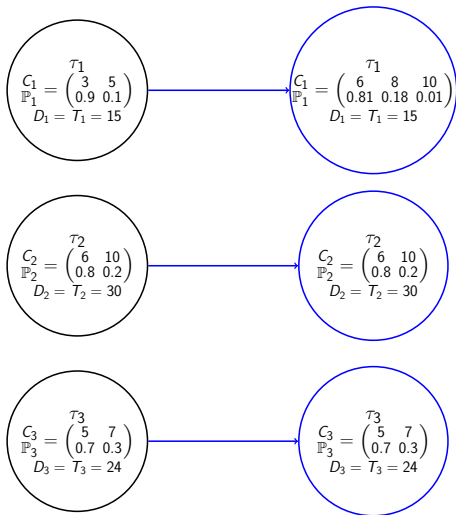 τ1
C1 = (3 5
ℙ1 0.9 0.1)
D1 = T1 = 15
τ1
C1 = (6 8 10
ℙ1 0.81 0.18 0.01)
D1 = T1 = 15
τ2
C2 = (6 10
ℙ2 0.8 0.2)
D2 = T2 = 30
τ2
C2 = (6 10
ℙ2 0.8 0.2)
D2 = T2 = 30
τ3
C3 = (5 7
ℙ3 0.7 0.3)
D3 = T3 = 24
τ3
C3 = (5 7
ℙ3 0.7 0.3)
D3 = T3 = 24